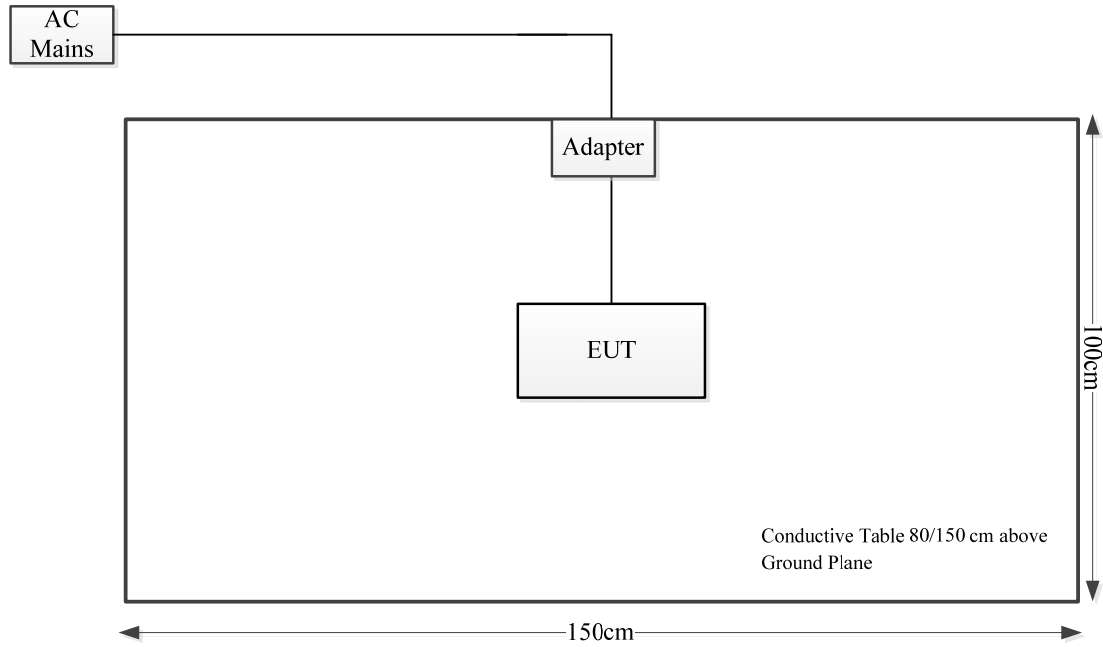 AC
Mains
Adapter
EUT
100cm
Conductive Table 80/150 cm above
Ground Plane
150cm